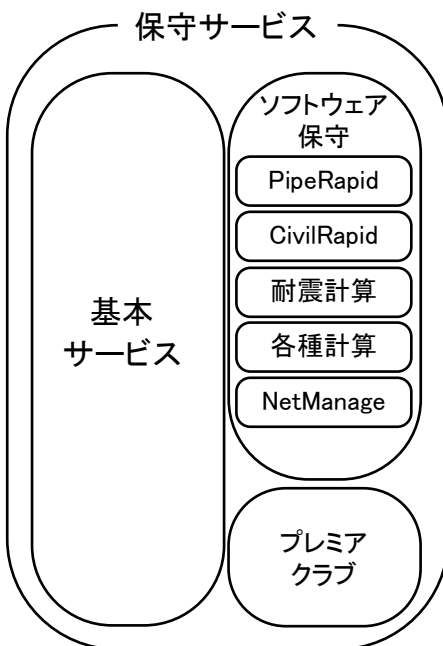 保守サービス
基本
サービス
ソフトウェア
保守
PipeRapid
CivilRapid
耐震計算
各種計算
NetManage
プレミア
クラブ